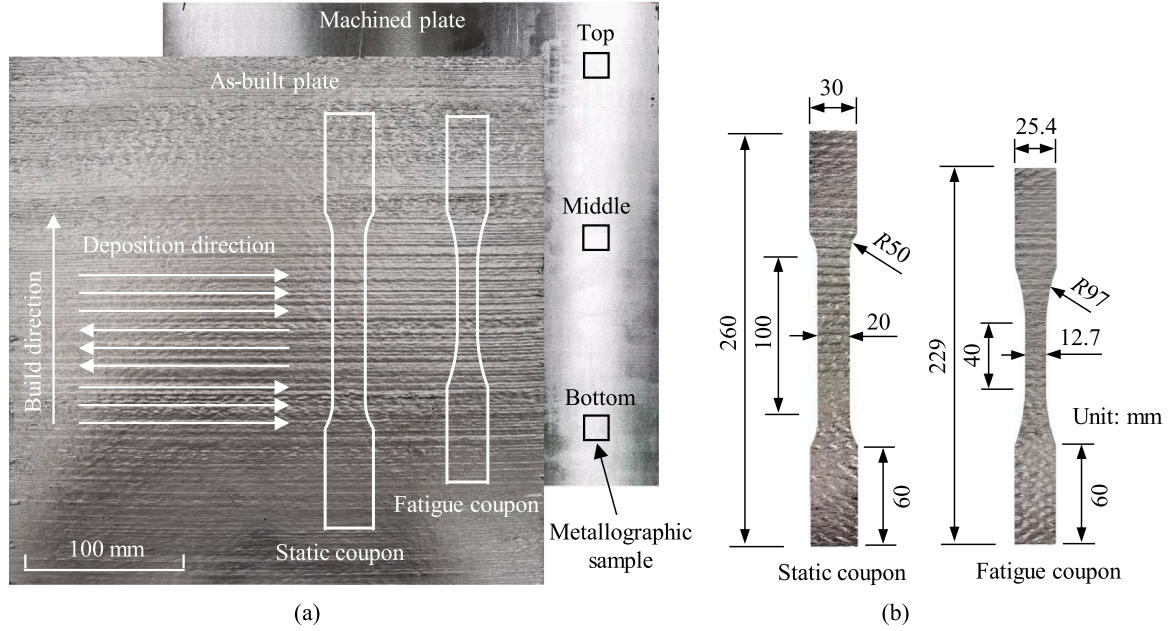 Machined plate
As-built plate
Top
Middle
Bottom
Deposition direction
Build direction
Fatigue coupon
Static coupon
Metallographic
sample
100 mm
(a)
30
25.4
R50
R97
260
100
20
229
40
12.7
Unit: mm
60
60
Static coupon
Fatigue coupon
(b)